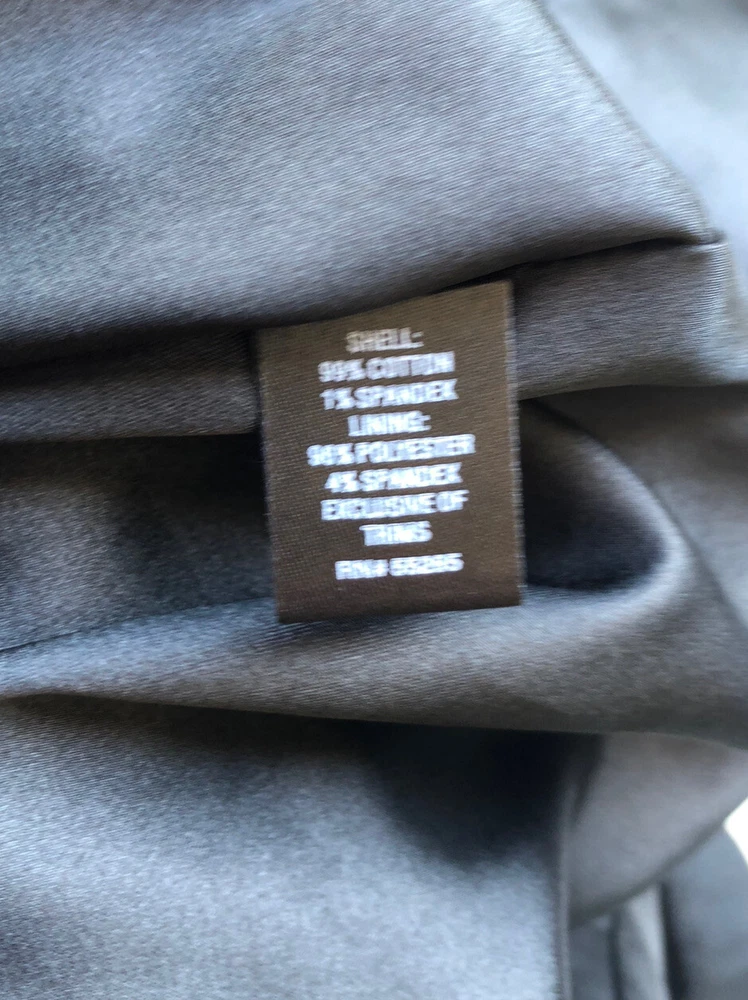 SHELL:
99% COTTON
1% SPANDEX
LINING:
96% POLYESTER
4% SPANDEX
EXCLUSIVE OF
TRIMS
RN#